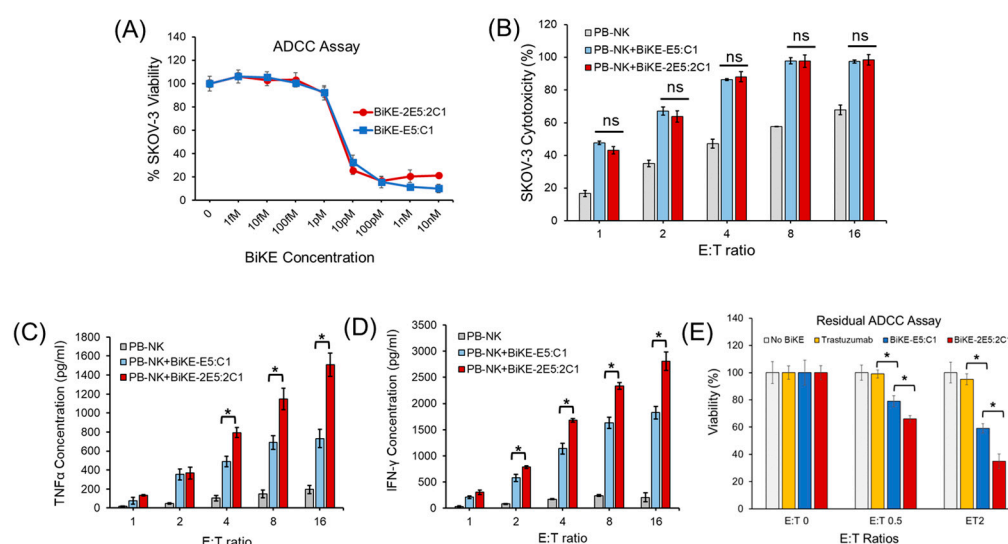 (A)
ADCC Assay
% SKOV-3 Viability
140
120
100
80
60
40
20
0
BiKE-2E5:2C1
BiKE-E5:C1
0
1fM
10fM
100fM
1pM
10pM
100pM
1nM
10nM
BiKE Concentration
(B)
PB-NK
PB-NK+BiKE-E5:C1
PB-NK+BiKE-2E5:2C1
SKOV-3 Cytotoxicity (%)
120
100
80
60
40
20
0
ns
ns
ns
ns
ns
1
2
4
8
16
E:T ratio
(C)
PB-NK
PB-NK+BiKE-E5:C1
PB-NK+BiKE-2E5:2C1
TNFα Concentration (pg/ml)
1800
1600
1400
1200
1000
800
600
400
200
0
*
*
*
1
2
4
8
16
E:T ratio
(D)
PB-NK
PB-NK+BiKE-E5:C1
PB-NK+BiKE-2E5:2C1
IFN-γ Concentration (pg/ml)
3500
3000
2500
2000
1500
1000
500
0
*
*
*
*
1
2
4
8
16
E:T ratio
(E)
Residual ADCC Assay
No BiKE
Trastuzumab
BiKE-E5:C1
BiKE-2E5:2C1
Viability (%)
140
120
100
80
60
40
20
0
*
*
*
*
E:T 0
E:T 0.5
ET2
E:T Ratios